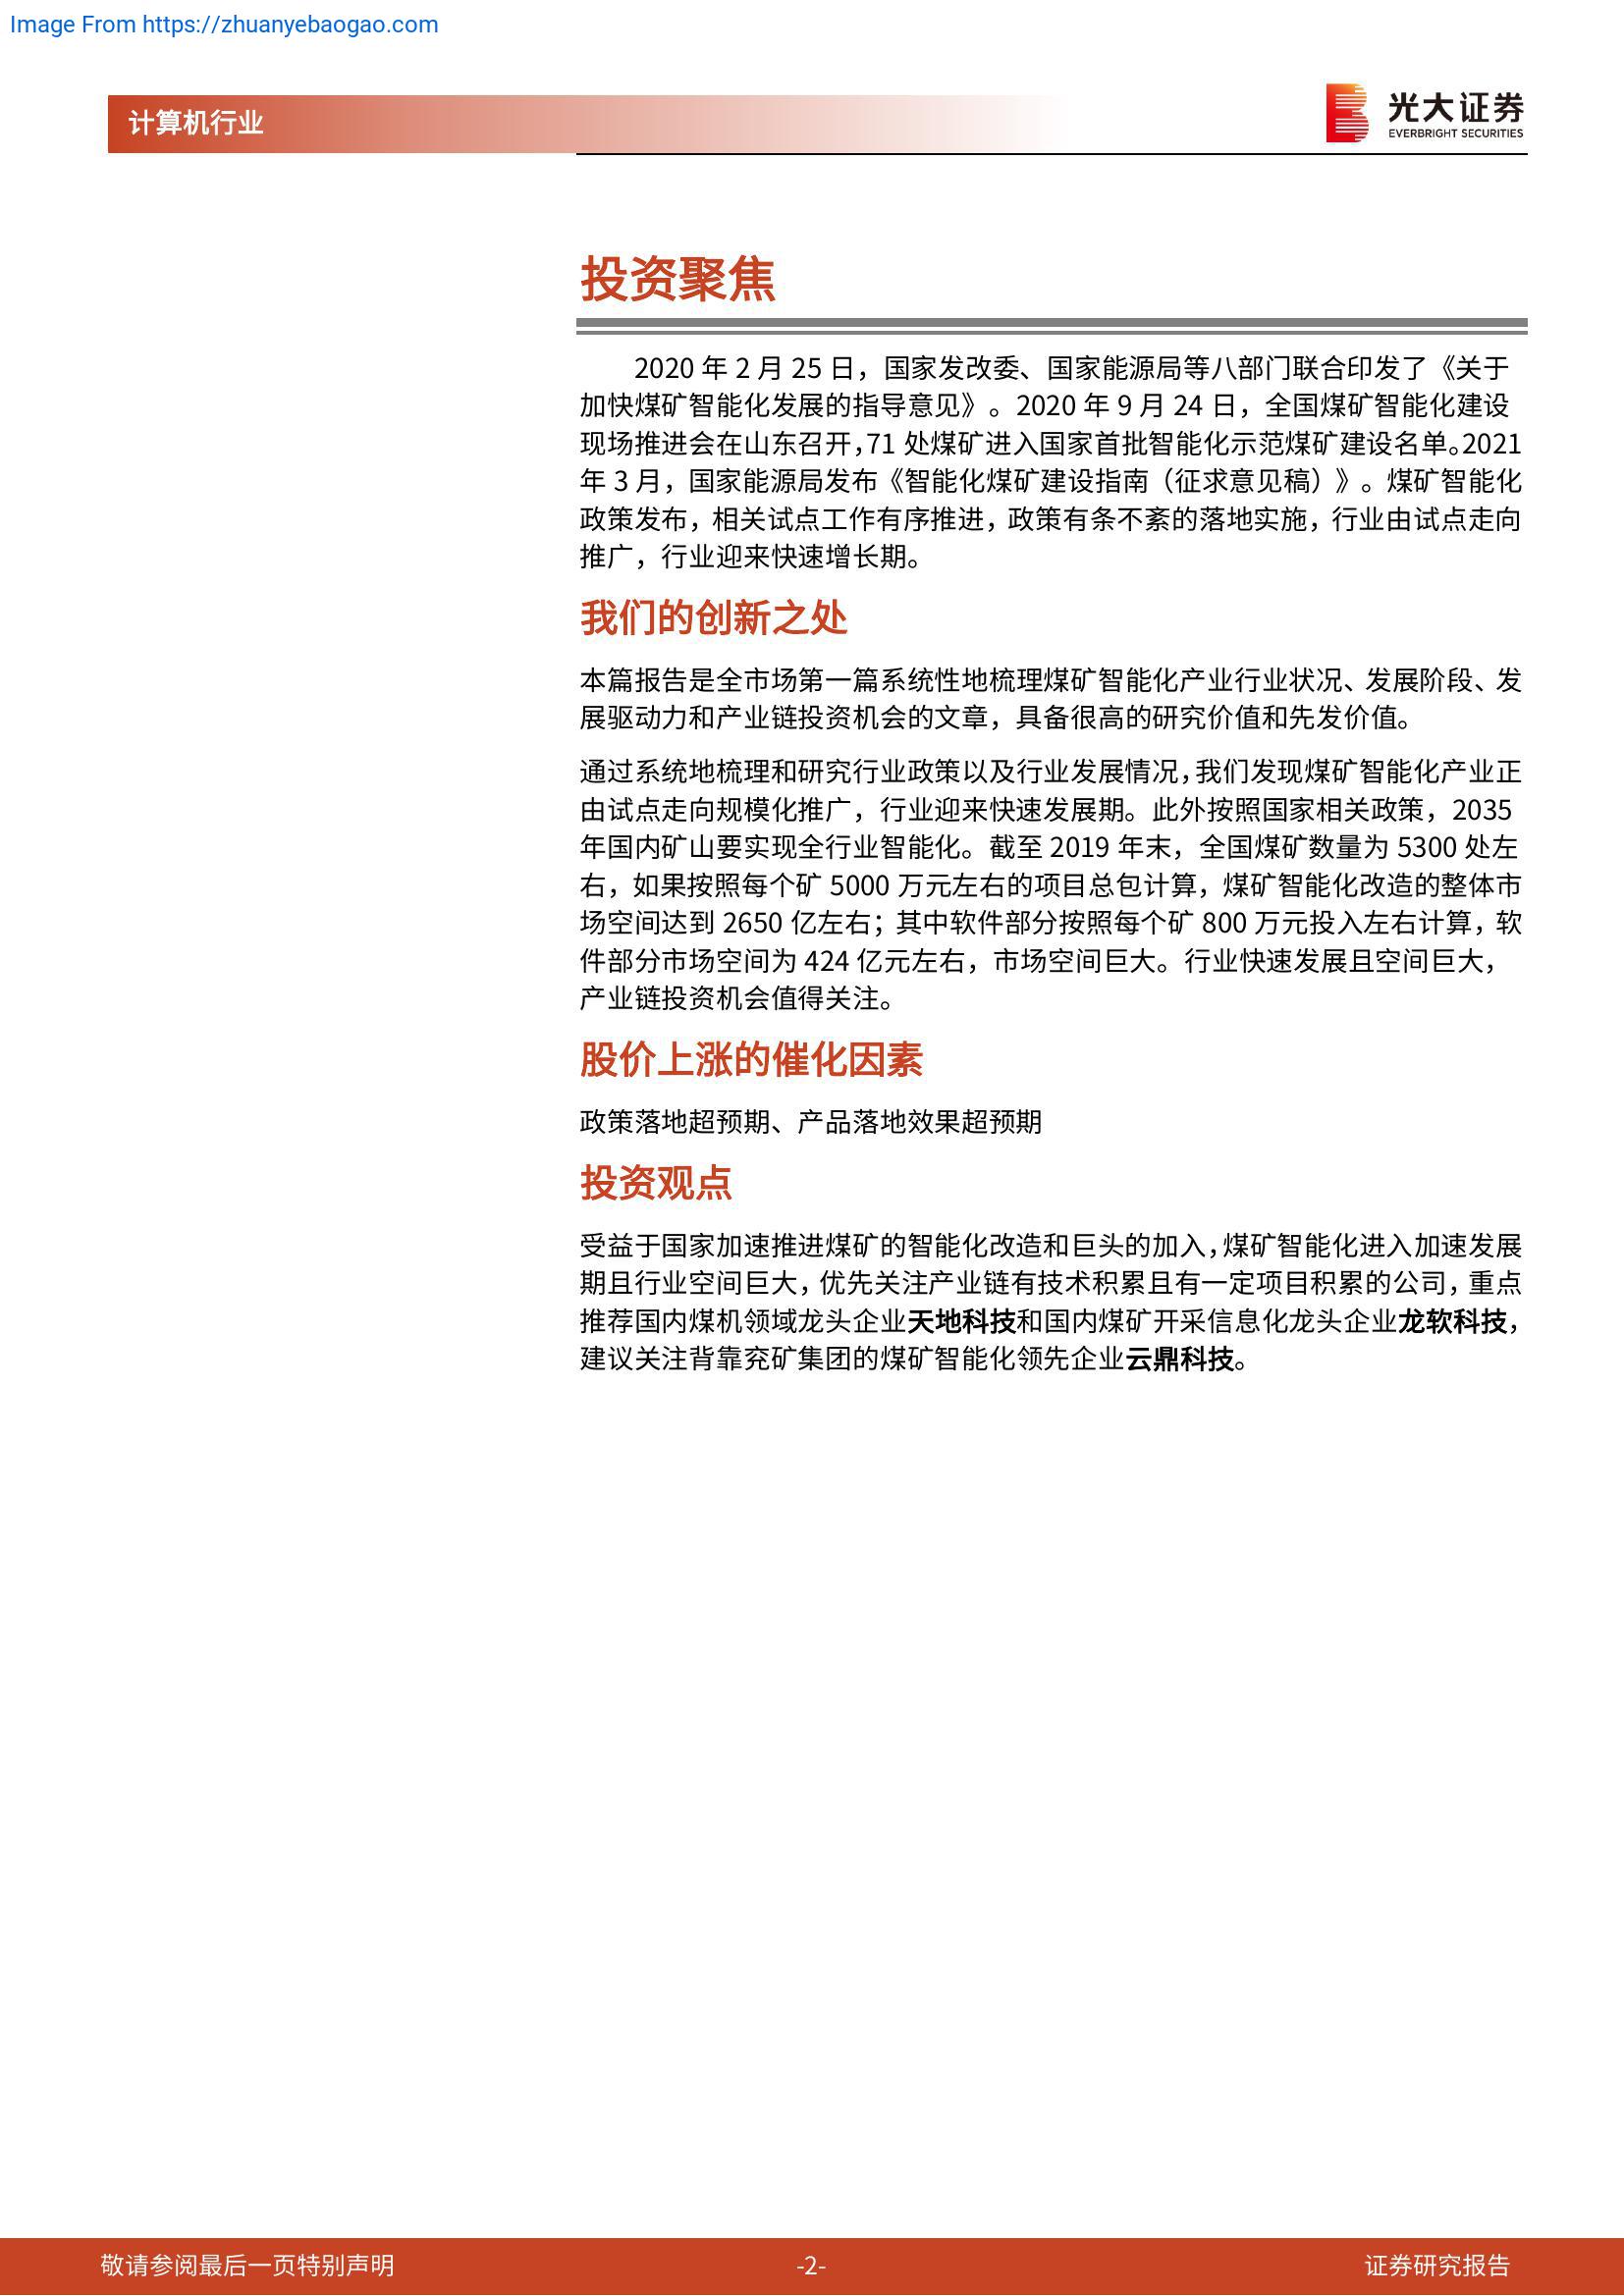 Image From https://zhuanyebaogao.com
计算机行业
光大证券
EVERBRIGHT SECURITIES
投资聚焦
2020 年 2 月 25 日，国家发改委、国家能源局等八部门联合印发了《关于
加快煤矿智能化发展的指导意见》。2020 年 9 月 24 日，全国煤矿智能化建设
现场推进会在山东召开，71 处煤矿进入国家首批智能化示范煤矿建设名单。2021
年 3 月，国家能源局发布《智能化煤矿建设指南（征求意见稿）》。煤矿智能化
政策发布，相关试点工作有序推进，政策有条不紊的落地实施，行业由试点走向
推广，行业迎来快速增长期。
我们的创新之处
本篇报告是全市场第一篇系统性地梳理煤矿智能化产业行业状况、发展阶段、发
展驱动力和产业链投资机会的文章，具备很高的研究价值和先发价值。
通过系统地梳理和研究行业政策以及行业发展情况，我们发现煤矿智能化产业正
由试点走向规模化推广，行业迎来快速发展期。此外按照国家相关政策，2035
年国内矿山要实现全行业智能化。截至 2019 年末，全国煤矿数量为 5300 处左
右，如果按照每个矿 5000 万元左右的项目总包计算，煤矿智能化改造的整体市
场空间达到 2650 亿左右；其中软件部分按照每个矿 800 万元投入左右计算，软
件部分市场空间为 424 亿元左右，市场空间巨大。行业快速发展且空间巨大，
产业链投资机会值得关注。
股价上涨的催化因素
政策落地超预期、产品落地效果超预期
投资观点
受益于国家加速推进煤矿的智能化改造和巨头的加入，煤矿智能化进入加速发展
期且行业空间巨大，优先关注产业链有技术积累且有一定项目积累的公司，重点
推荐国内煤机领域龙头企业天地科技和国内煤矿开采信息化龙头企业龙软科技，
建议关注背靠兖矿集团的煤矿智能化领先企业云鼎科技。
敬请参阅最后一页特别声明
-2-
证券研究报告